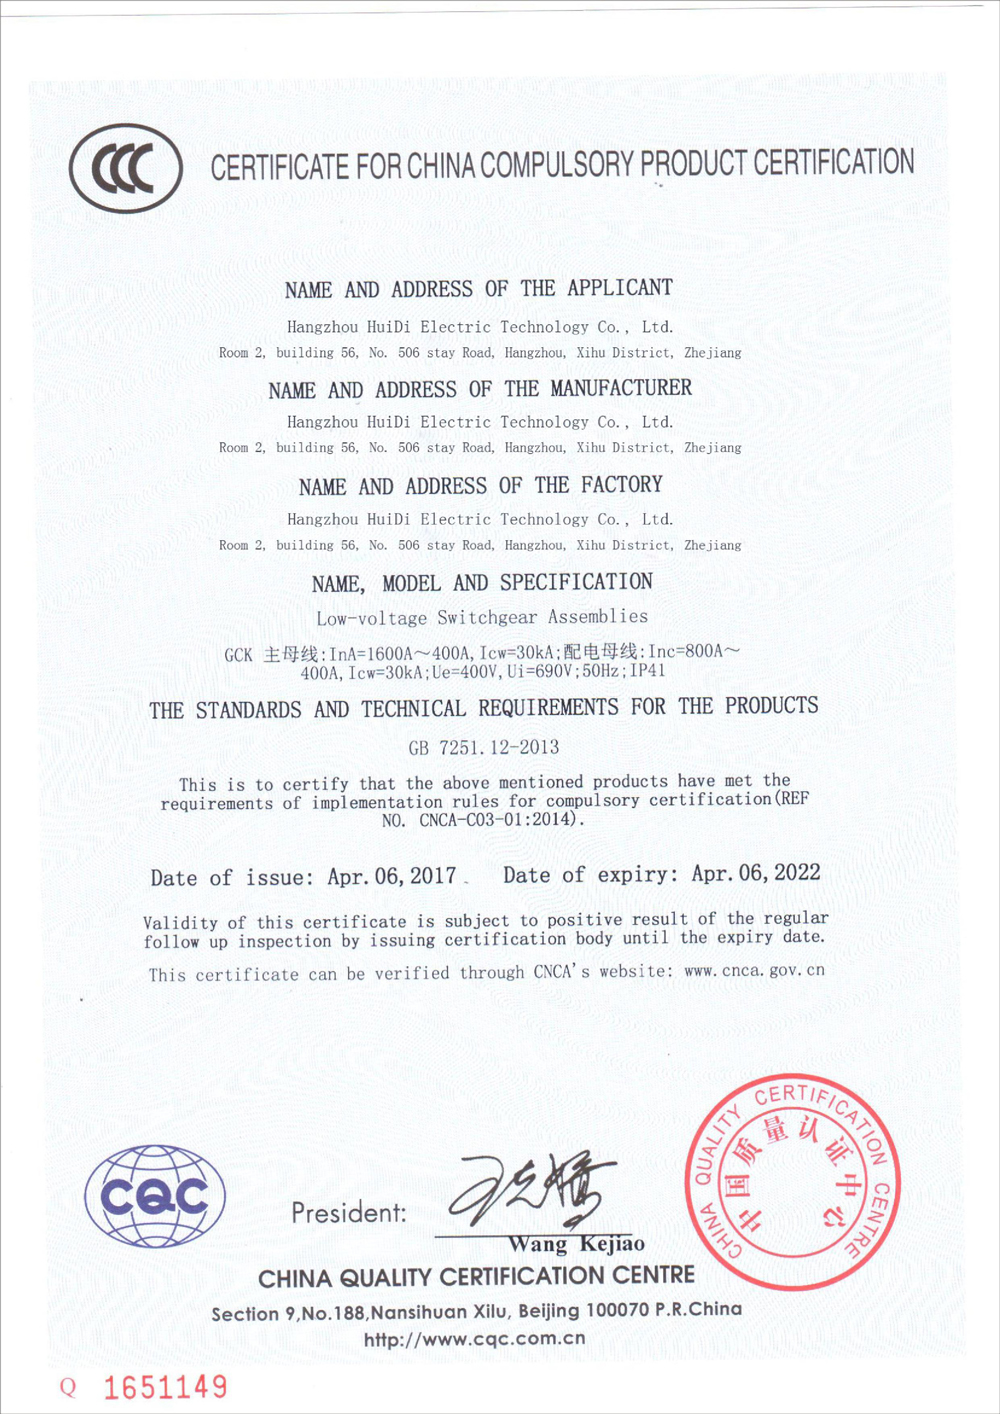 CCC
CERTIFICATE FOR CHINA COMPULSORY PRODUCT CERTIFICATION
NAME AND ADDRESS OF THE APPLICANT
Hangzhou HuiDi Electric Technology Co., Ltd.
Room 2, building 56, No. 506 stay Road, Hangzhou, Xihu District, Zhejiang
NAME AND ADDRESS OF THE MANUFACTURER
Hangzhou HuiDi Electric Technology Co., Ltd.
Room 2, building 56, No. 506 stay Road, Hangzhou, Xihu District, Zhejiang
NAME AND ADDRESS OF THE FACTORY
Hangzhou HuiDi Electric Technology Co., Ltd.
Room 2, building 56, No. 506 stay Road, Hangzhou, Xihu District, Zhejiang
NAME, MODEL AND SPECIFICATION
Low-voltage Switchgear Assemblies
GCK 主母线:InA=1600A～400A, Icw=30kA;配电母线:Inc=800A～
400A, Icw=30kA;Ue=400V, Ui=690V;50Hz;IP41
THE STANDARDS AND TECHNICAL REQUIREMENTS FOR THE PRODUCTS
GB 7251.12-2013
This is to certify that the above mentioned products have met the
requirements of implementation rules for compulsory certification(REF
NO. CNCA-C03-01:2014).
Date of issue: Apr. 06, 2017 Date of expiry: Apr. 06, 2022
Validity of this certificate is subject to positive result of the regular
follow up inspection by issuing certification body until the expiry date.
This certificate can be verified through CNCA's website: www.cnca.gov.cn
CHINA QUALITY CERTIFICATION CENTRE
中国质量认证中心
CQC
President:
王克娇
Wang Kejiao
CHINA QUALITY CERTIFICATION CENTRE
Section 9,No.188,Nansihuan Xilu, Beijing 100070 P.R.China
http://www.cqc.com.cn
Q 1651149